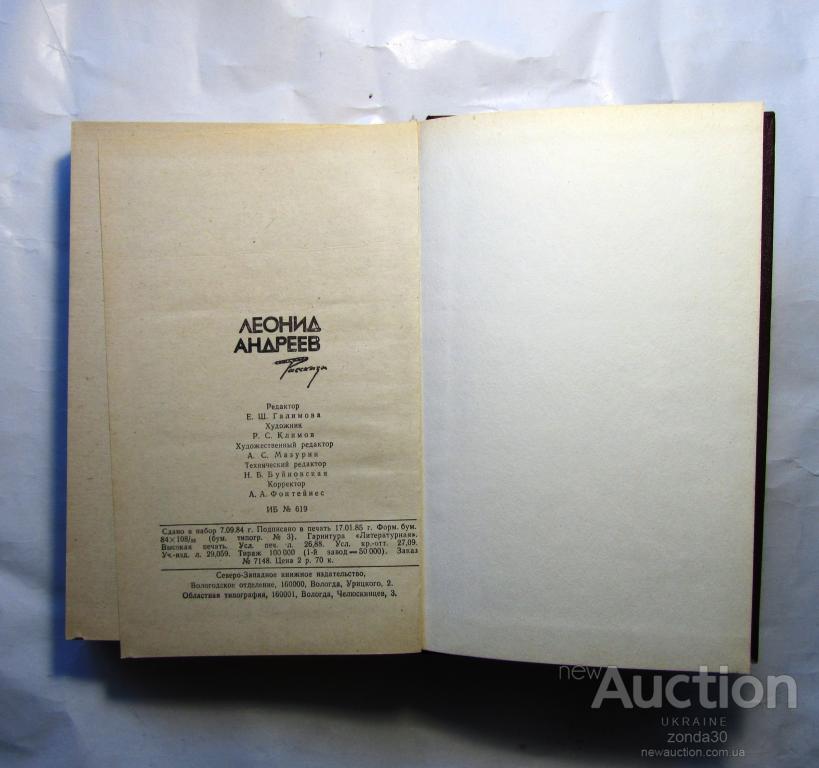 ЛЕОНИД
АНДРЕЕВ
Рассказы
Редактор
Е. Ш. Галимова
Художник
Р. С. Климов
Художественный редактор
А. С. Мазурин
Технический редактор
Н. Б. Буйновская
Корректор
А. А. Фонтейнес
ИБ № 619
Сдано в набор 7.09.84 г. Подписано в печать 17.01.85 г. Форм. бум.
84×108/32 (бум. типогр. № 3). Гарнитура «Литературная».
Высокая печать. Усл. печ. л. 26,88. Усл. кр.-отт. 27,09.
Уч.-изд. л. 29,059. Тираж 100 000 (1-й завод — 50 000). Заказ
№ 7148. Цена 2 р. 70 к.
Северо-Западное книжное издательство,
Вологодское отделение, 160000, Вологда, Урицкого, 2.
Областная типография, 160001, Вологда, Челюскинцев, 3.
new Auction
UKRAINE
zonda30
newauction.com.ua